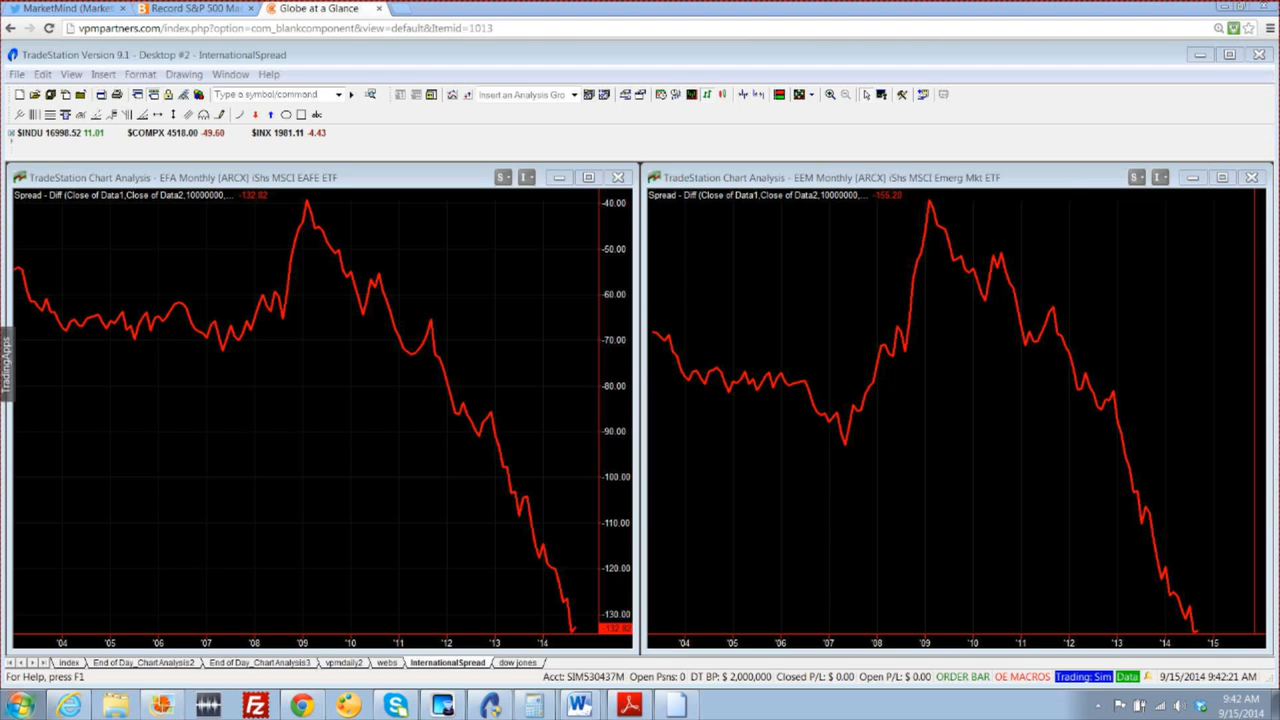 MarketMind (Market × Record S&P 500 Ma × Globe at a Glance ×
vpmpartners.com/index.php?option=com_blankcomponent&view=default&Itemid=1013
TradeStation Version 9.1 - Desktop #2 - InternationalSpread
File Edit View Insert Format Drawing Window Help
Type a symbol/command Insert an Analysis Gro
abc
$INDU 16998.52 11.01 $COMPX 4518.00 -49.60 $INX 1981.11 -4.43
TradeStation Chart Analysis - EFA Monthly [ARCX] iShs MSCI EAFE ETF S I
Spread - Diff (Close of Data1,Close of Data2,10000000,... -132.82
-40.00
-50.00
-60.00
-70.00
-80.00
-90.00
-100.00
-110.00
-120.00
-130.00
-132.82
'04 '05 '06 '07 '08 '09 '10 '11 '12 '13 '14
TradeStation Chart Analysis - EEM Monthly [ARCX] iShs MSCI Emerg Mkt ETF S I
Spread - Diff (Close of Data1,Close of Data2,10000000,... -155.20
'04 '05 '06 '07 '08 '09 '10 '11 '12 '13 '14 '15
TradingApps
index End of Day_ChartAnalysis2 End of Day_ChartAnalysis3 vpmdaily2 webs InternationalSpread dow jones
For Help, press F1 Acct: SIM530437M Open Psns: 0 DT BP: $ 2,000,000 Closed P/L: $ 0.00 Open P/L: $ 0.00 ORDER BAR OE MACROS Trading: Sim Data 9/15/2014 9:42:21 AM
9:42 AM
9/15/2014